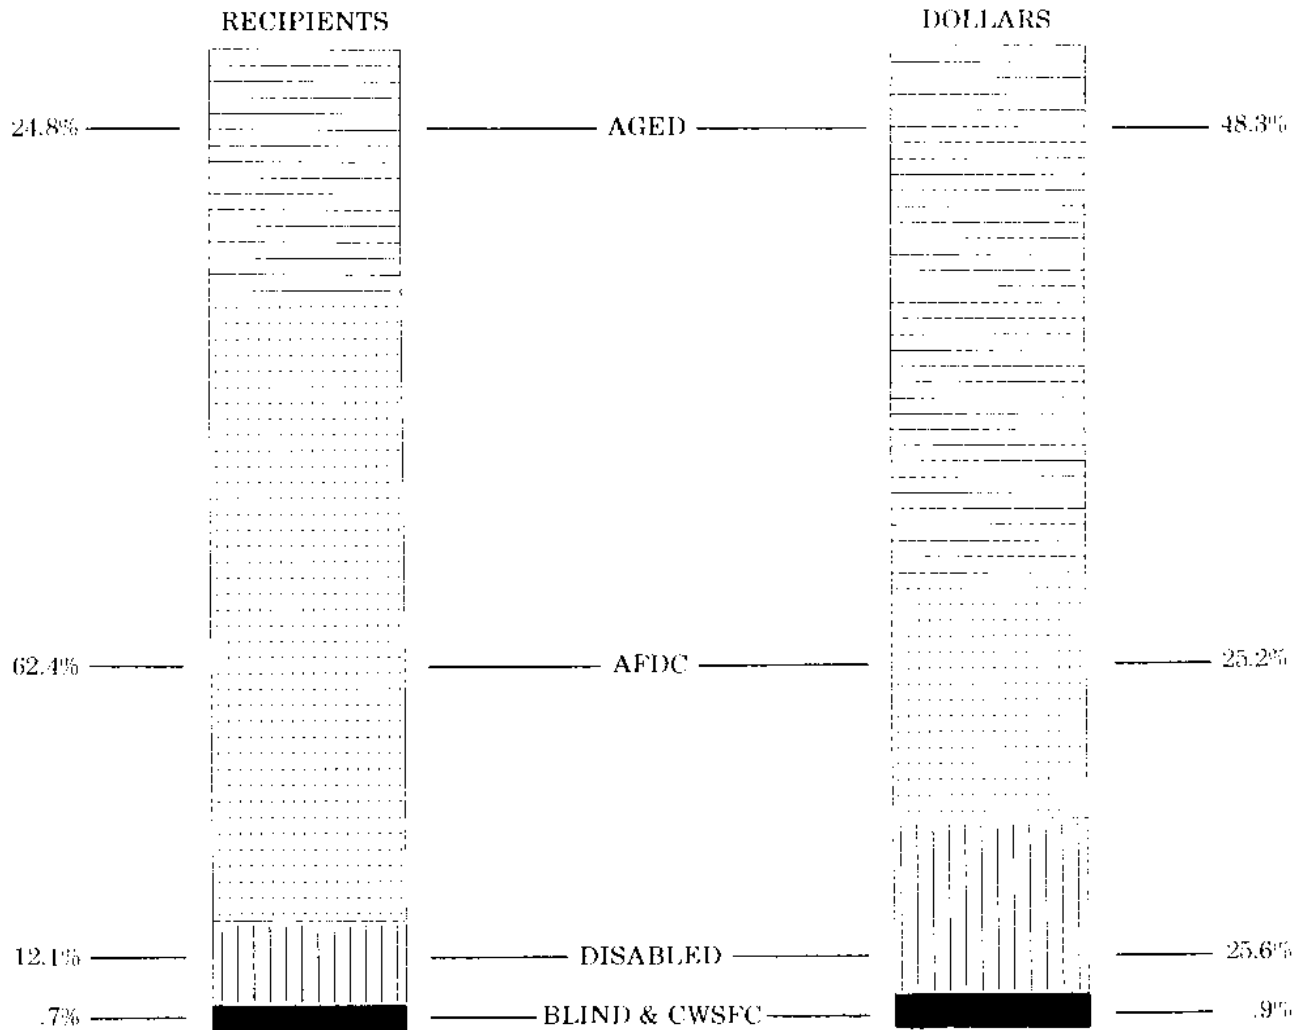 RECIPIENTS DOLLARS
24.8% AGED 48.3%
62.4% AFDC 25.2%
12.1% DISABLED 25.6%
.7% BLIND & CWSFC .9%